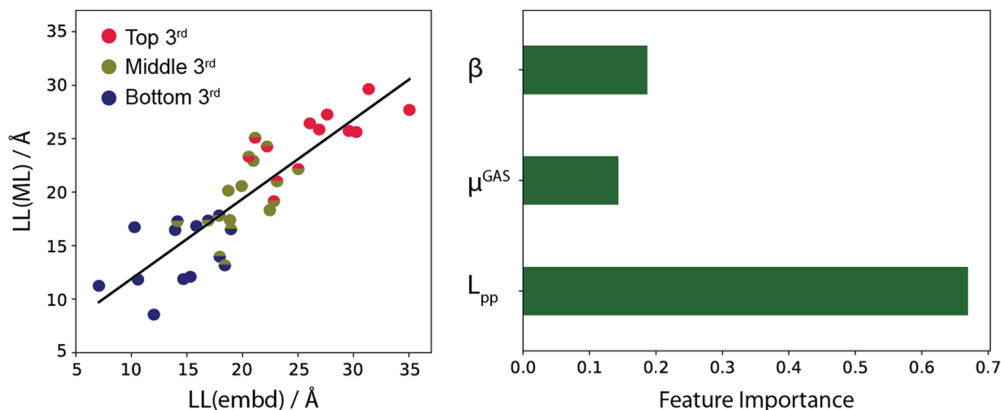 35
30
25
20
15
10
5
LL(ML) / Å
Top 3rd
Middle 3rd
Bottom 3rd
5 10 15 20 25 30 35
LL(embd) / Å
β
μGAS
Lpp
0.0 0.1 0.2 0.3 0.4 0.5 0.6 0.7
Feature Importance